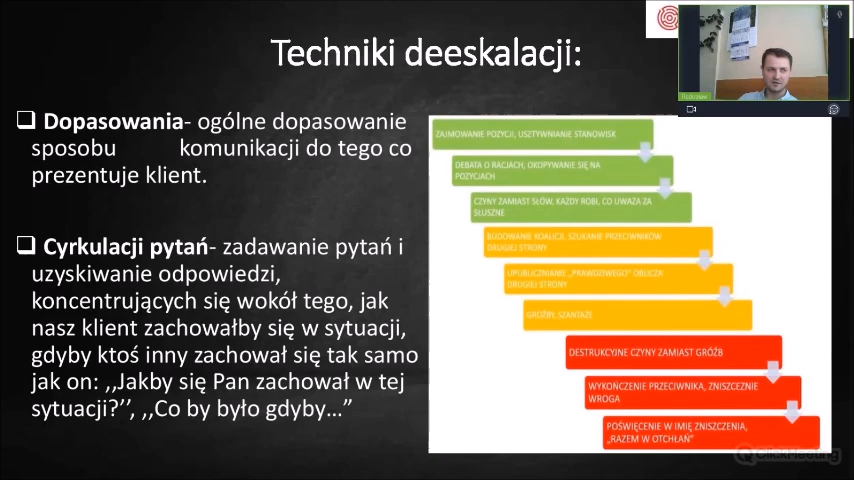 Techniki deeskalacji:
❑ Dopasowania- ogólne dopasowanie
sposobu komunikacji do tego co
prezentuje klient.
❑ Cyrkulacji pytań- zadawanie pytań i
uzyskiwanie odpowiedzi,
koncentrujących się wokół tego, jak
nasz klient zachowałby się w sytuacji,
gdyby ktoś inny zachował się tak samo
jak on: ,,Jakby się Pan zachował w tej
sytuacji?’’, ,,Co by było gdyby…”
ZAJMOWANIE POZYCJI, USZTYWNIANIE STANOWISK
DEBATA O RACJACH, OKOPYWANIE SIĘ NA
POZYCJACH
CZYNY ZAMIAST SŁÓW, KAŻDY ROBI, CO UWAŻA ZA
SŁUSZNE
BUDOWANIE KOALICJI, SZUKANIE PRZECIWNIKÓW
DRUGIEJ STRONY
UPUBLICZNIANIE „PRAWDZIWEGO” OBLICZA
DRUGIEJ STRONY
GROŹBY, SZANTAŻE
DESTRUKCYJNE CZYNY ZAMIAST GRÓŹB
WYKOŃCZENIE PRZECIWNIKA, ZNISZCZENIE
WROGA
POŚWIĘCENIE W IMIĘ ZNISZCZENIA,
„RAZEM W OTCHŁAŃ”
ClickMeeting